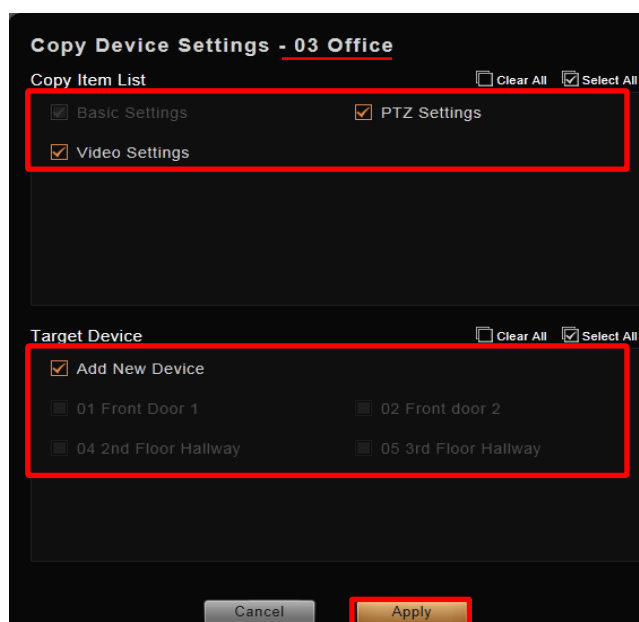 Copy Device Settings - 03 Office
Copy Item List Clear All Select All
Basic Settings PTZ Settings
Video Settings
Target Device Clear All Select All
Add New Device
01 Front Door 1 02 Front door 2
04 2nd Floor Hallway 05 3rd Floor Hallway
Cancel Apply